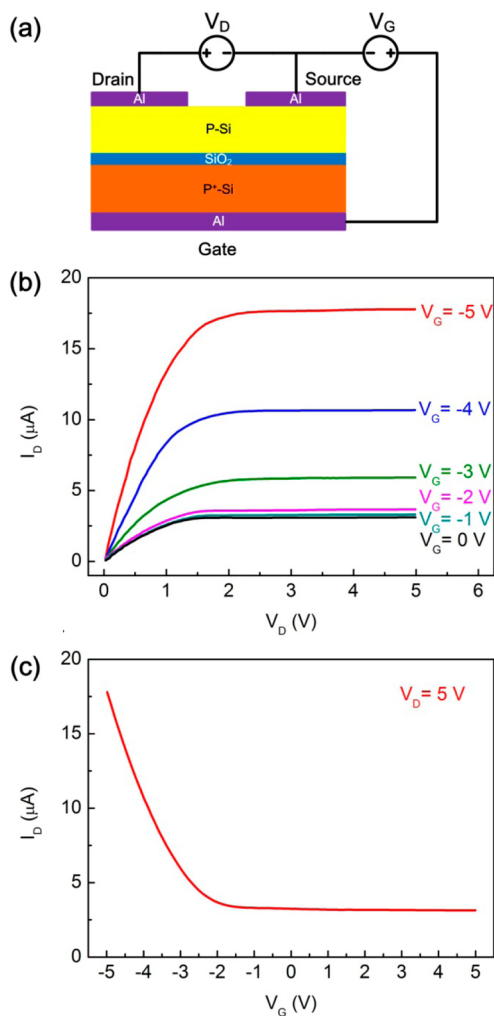 (a)
V_D V_G
Drain Source
Al Al
P-Si
SiO₂
P⁺-Si
Al
Gate
(b)
20
15
10
5
0
I_D (μA)
V_G= -5 V
V_G= -4 V
V_G= -3 V
V_G= -2 V
V_G= -1 V
V_G= 0 V
0 1 2 3 4 5 6
V_D (V)
(c)
20
15
10
5
0
I_D (μA)
V_D= 5 V
-5 -4 -3 -2 -1 0 1 2 3 4 5
V_G (V)